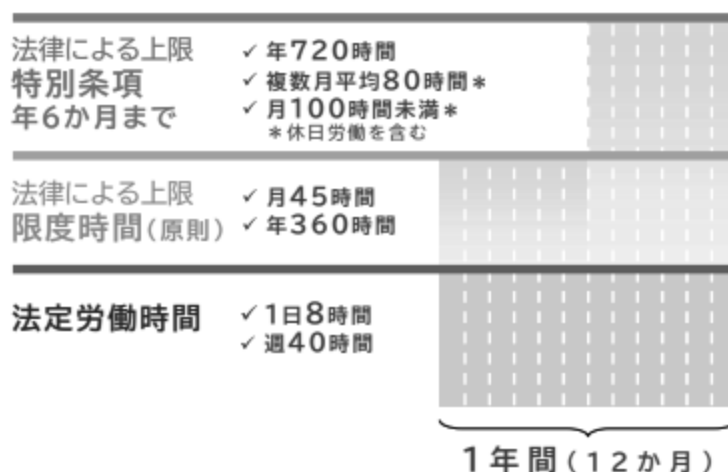 法律による上限
特別条項
年6か月まで
✓ 年720時間
✓ 複数月平均80時間＊
✓ 月100時間未満＊
＊休日労働を含む
法律による上限
限度時間（原則）
✓ 月45時間
✓ 年360時間
法定労働時間
✓ 1日8時間
✓ 週40時間
1年間（12か月）